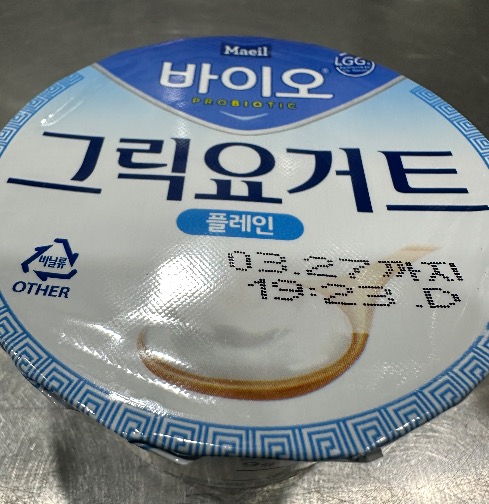 Maeil
LGG
바이오
PROBIOTIC
그릭요거트
플레인
03.27까지
19:23 .D
비닐류
OTHER